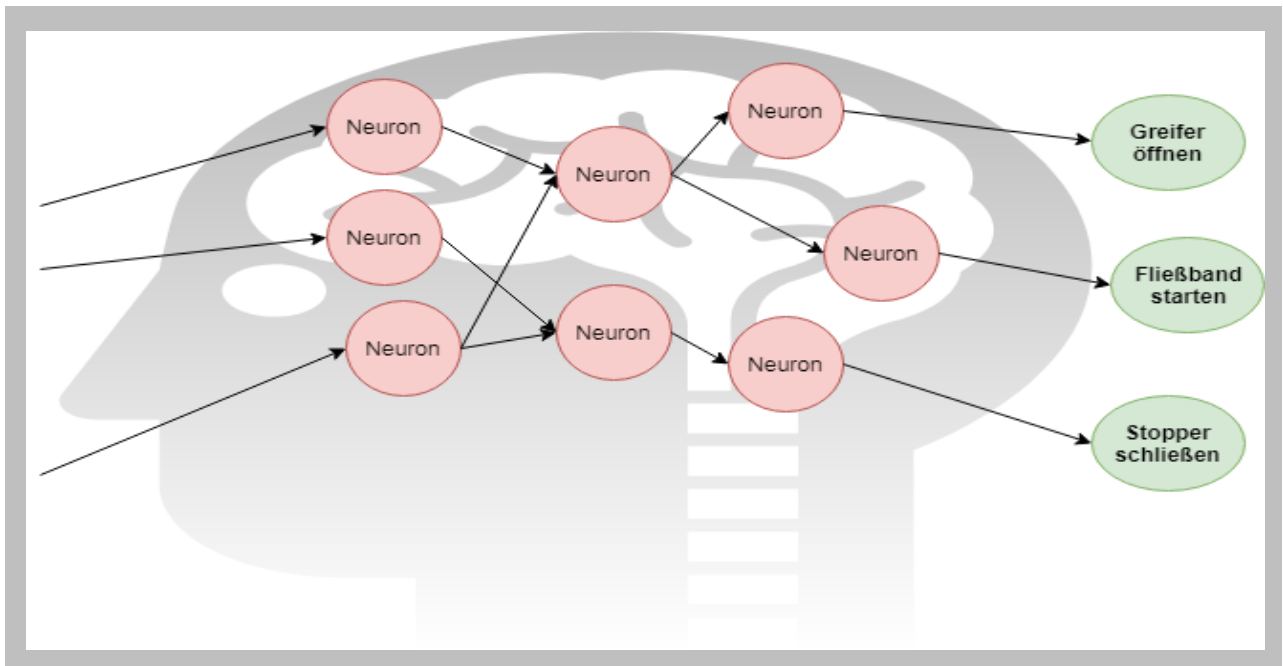 Neuron
Neuron
Neuron
Neuron
Neuron
Neuron
Neuron
Neuron
Greifer
öffnen
Fließband
starten
Stopper
schließen